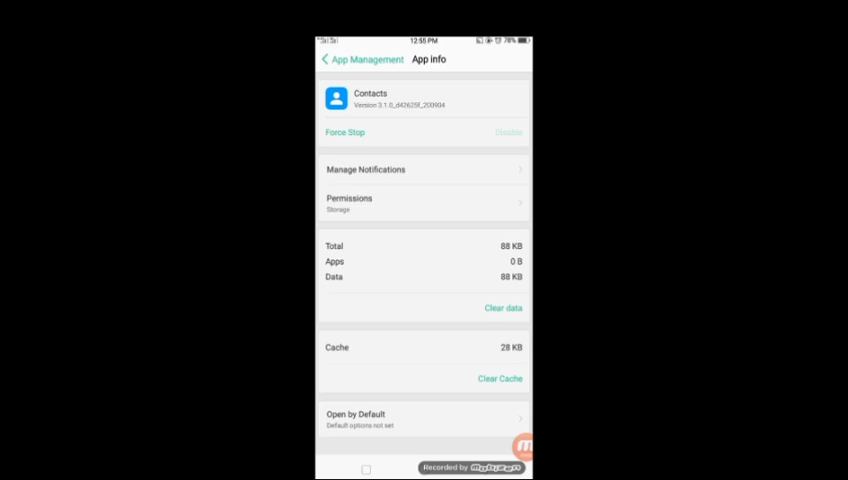 12:55 PM 78%
App Management App info
Contacts
Version 3.1.0_d42625f_200904
Force Stop Disable
Manage Notifications
Permissions
Storage
Total 88 KB
Apps 0 B
Data 88 KB
Clear data
Cache 28 KB
Clear Cache
Open by Default
Default options not set
Recorded by mobizen